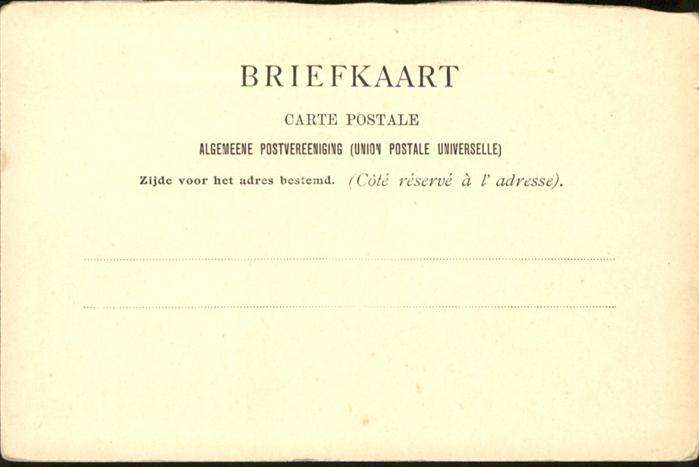 BRIEFKAART
CARTE POSTALE
ALGEMEENE POSTVEREENIGING (UNION POSTALE UNIVERSELLE)
Zijde voor het adres bestemd. (Côté réservé à l' adresse).